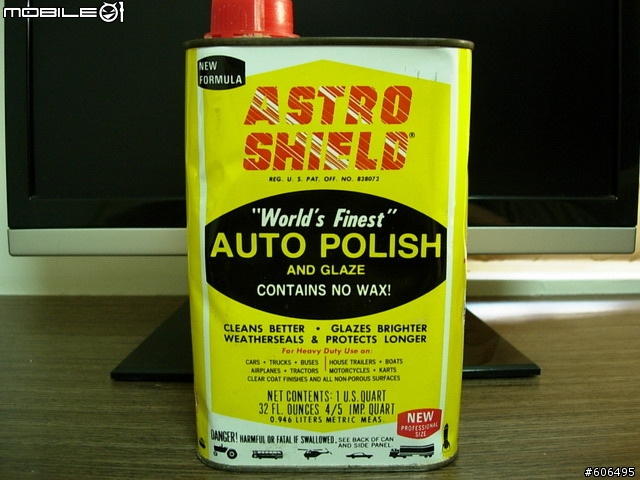 MOBILE01
NEW
FORMULA
ASTRO
SHIELD®
REG. U. S. PAT. OFF. NO. 838073
"World's Finest"
AUTO POLISH
AND GLAZE
CONTAINS NO WAX!
CLEANS BETTER • GLAZES BRIGHTER
WEATHERSEALS & PROTECTS LONGER
For Heavy Duty Use on:
CARS • TRUCKS • BUSES HOUSE TRAILERS • BOATS
AIRPLANES • TRACTORS MOTORCYCLES • KARTS
CLEAR COAT FINISHES AND ALL NON-POROUS SURFACES
NET CONTENTS: 1 U.S. QUART
32 FL. OUNCES 4/5 IMP. QUART
0.946 LITERS METRIC MEAS.
NEW
PROFESSIONAL
SIZE
DANGER! HARMFUL OR FATAL IF SWALLOWED. SEE BACK OF CAN
AND SIDE PANEL.
#606495